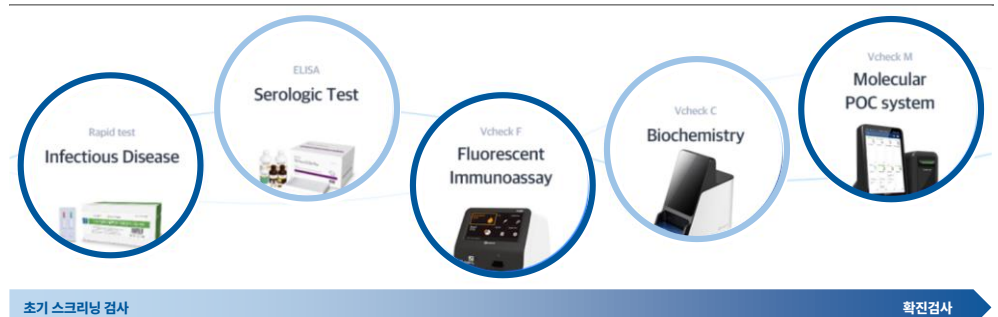 Rapid test
Infectious Disease
ELISA
Serologic Test
Vcheck F
Fluorescent
Immunoassay
Vcheck C
Biochemistry
Vcheck M
Molecular
POC system
초기 스크리닝 검사
확진검사